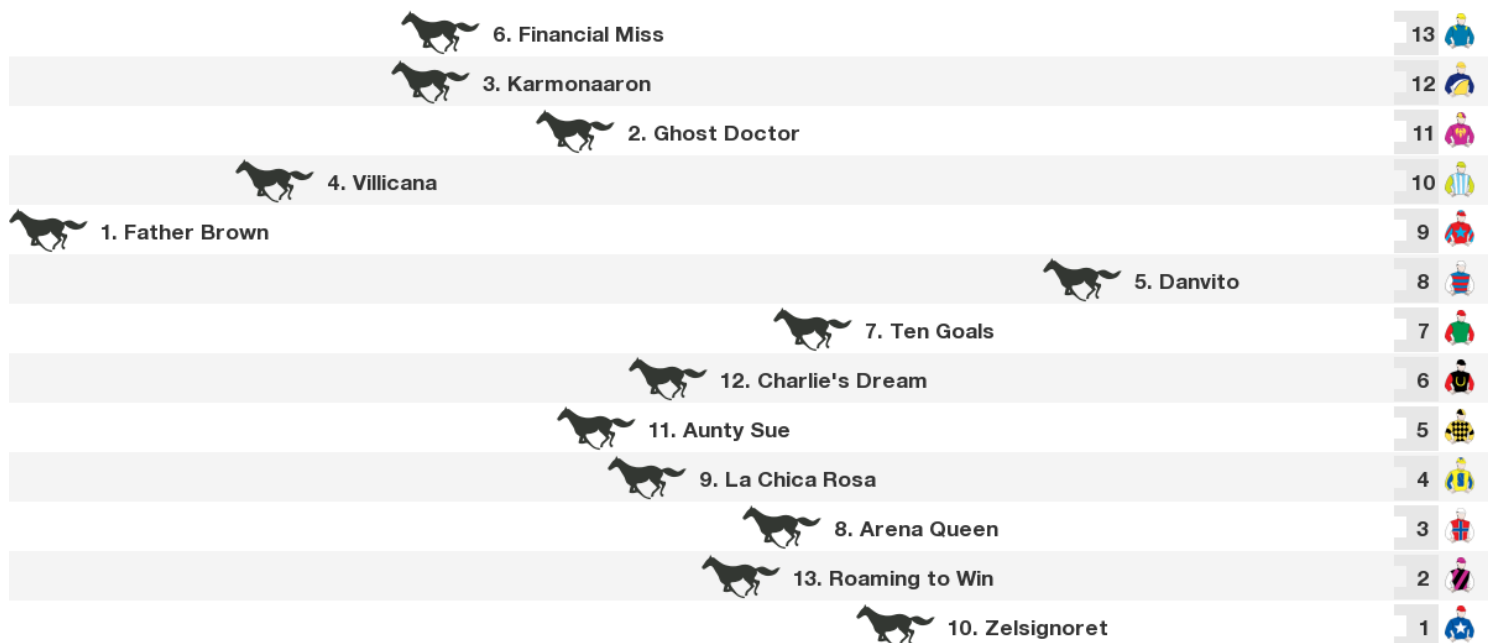 6. Financial Miss 13
3. Karmonaaron 12
2. Ghost Doctor 11
4. Villicana 10
1. Father Brown 9
5. Danvito 8
7. Ten Goals 7
12. Charlie's Dream 6
11. Aunty Sue 5
9. La Chica Rosa 4
8. Arena Queen 3
13. Roaming to Win 2
10. Zelsignoret 1